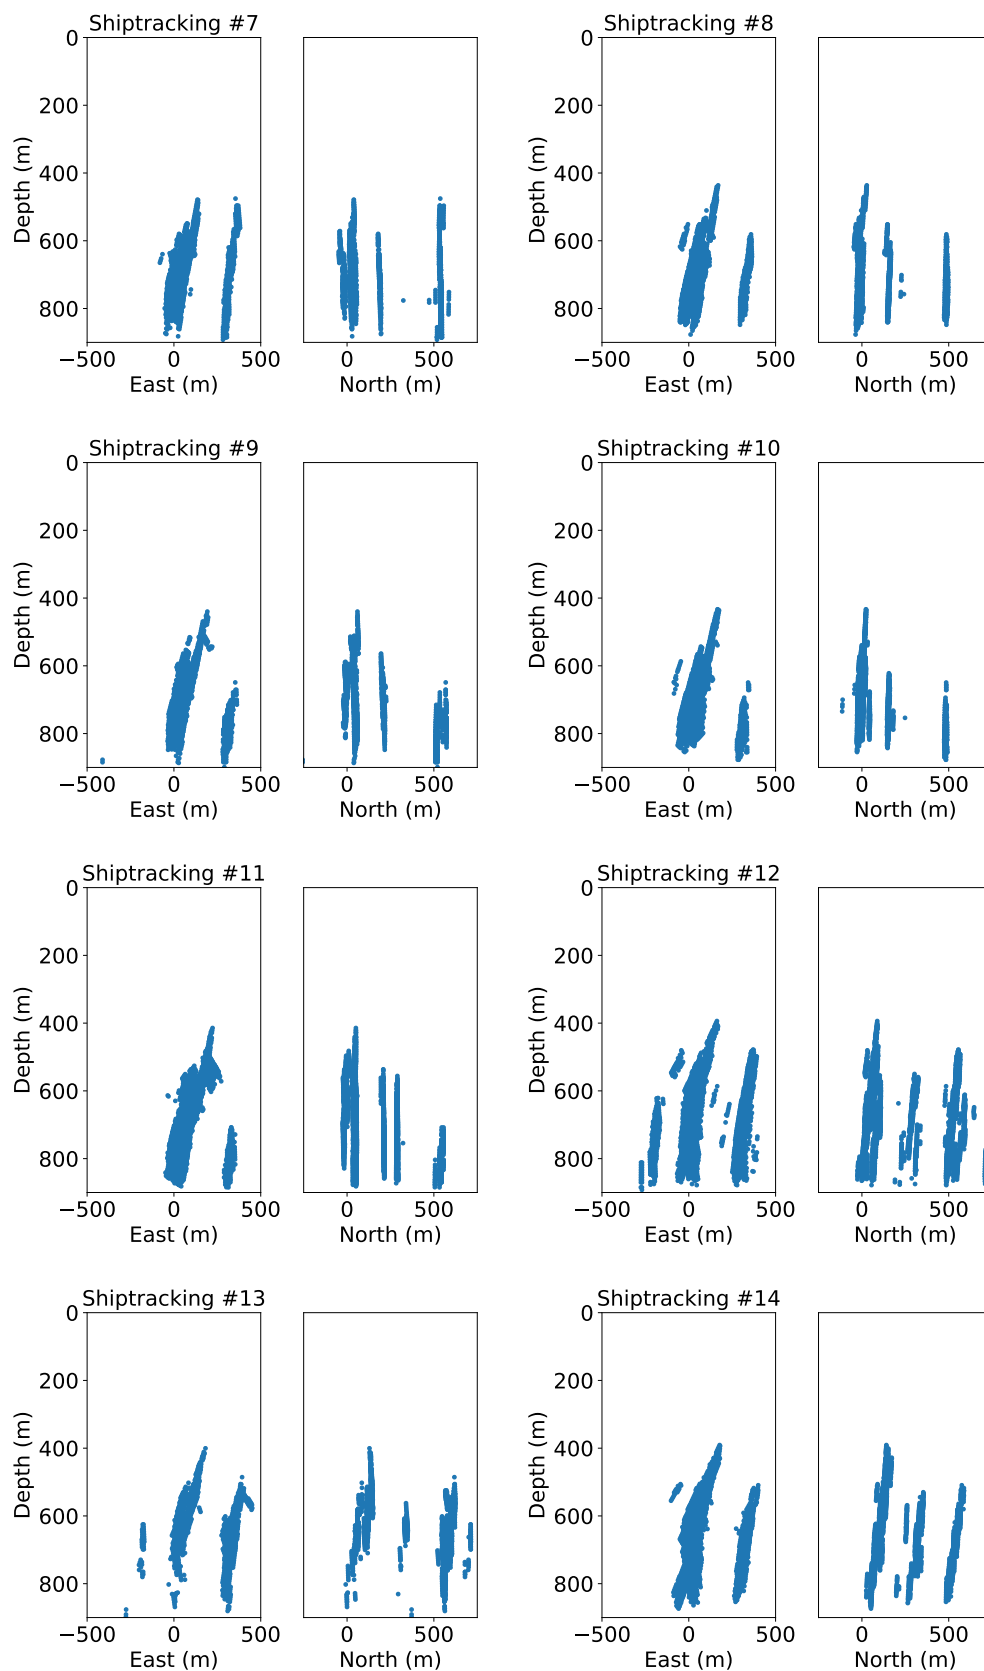 Shiptracking #7
Shiptracking #8
0
200
400
600
800
Depth (m)
−500 0 500
East (m)
0 500
North (m)
0
200
400
600
800
Depth (m)
−500 0 500
East (m)
0 500
North (m)
Shiptracking #9
Shiptracking #10
0
200
400
600
800
Depth (m)
−500 0 500
East (m)
0 500
North (m)
0
200
400
600
800
Depth (m)
−500 0 500
East (m)
0 500
North (m)
Shiptracking #11
Shiptracking #12
0
200
400
600
800
Depth (m)
−500 0 500
East (m)
0 500
North (m)
0
200
400
600
800
Depth (m)
−500 0 500
East (m)
0 500
North (m)
Shiptracking #13
Shiptracking #14
0
200
400
600
800
Depth (m)
−500 0 500
East (m)
0 500
North (m)
0
200
400
600
800
Depth (m)
−500 0 500
East (m)
0 500
North (m)